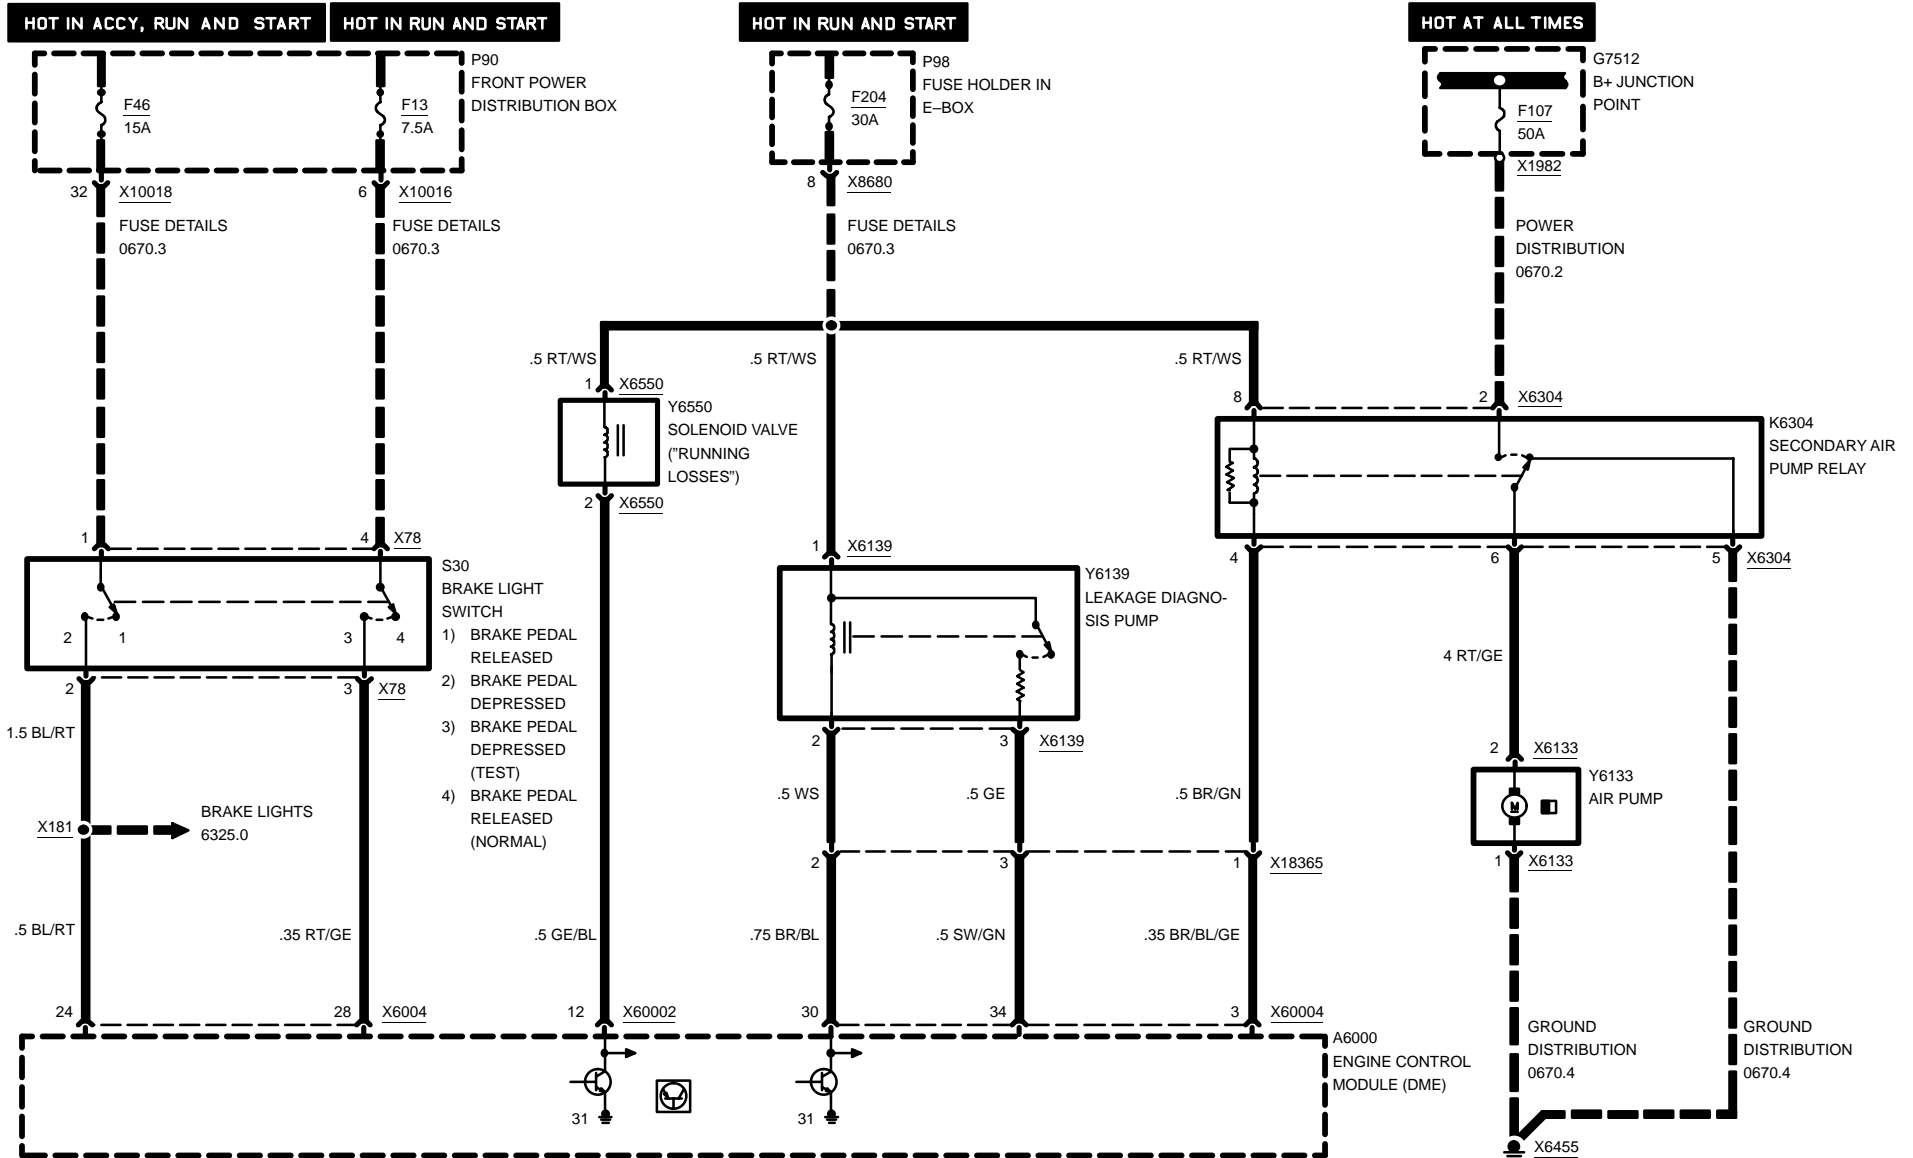 HOT IN ACCY, RUN AND START
HOT IN RUN AND START
HOT IN RUN AND START
HOT AT ALL TIMES
F46
15A
F13
7.5A
P90
FRONT POWER
DISTRIBUTION BOX
F204
30A
P98
FUSE HOLDER IN
E–BOX
F107
50A
G7512
B+ JUNCTION
POINT
32
X10018
6
X10016
8
X8680
X1982
FUSE DETAILS
0670.3
FUSE DETAILS
0670.3
FUSE DETAILS
0670.3
POWER
DISTRIBUTION
0670.2
.5 RT/WS
.5 RT/WS
.5 RT/WS
1
X6550
8
2
X6304
Y6550
SOLENOID VALVE
(”RUNNING
LOSSES”)
K6304
SECONDARY AIR
PUMP RELAY
2
X6550
1
4
X78
1
X6139
4
6
5
X6304
S30
BRAKE LIGHT
SWITCH
1) BRAKE PEDAL
RELEASED
2) BRAKE PEDAL
DEPRESSED
3) BRAKE PEDAL
DEPRESSED
(TEST)
4) BRAKE PEDAL
RELEASED
(NORMAL)
2
1
3
4
Y6139
LEAKAGE DIAGNO-
SIS PUMP
2
3
X78
4 RT/GE
1.5 BL/RT
2
3
X6139
2
X6133
.5 WS
.5 GE
.5 BR/GN
M
Y6133
AIR PUMP
X181
BRAKE LIGHTS
6325.0
2
3
1
X18365
1
X6133
.5 BL/RT
.35 RT/GE
.5 GE/BL
.75 BR/BL
.5 SW/GN
.35 BR/BL/GE
24
28
X6004
12
X60002
30
34
3
X60004
A6000
ENGINE CONTROL
MODULE (DME)
31
31
GROUND
DISTRIBUTION
0670.4
GROUND
DISTRIBUTION
0670.4
X6455